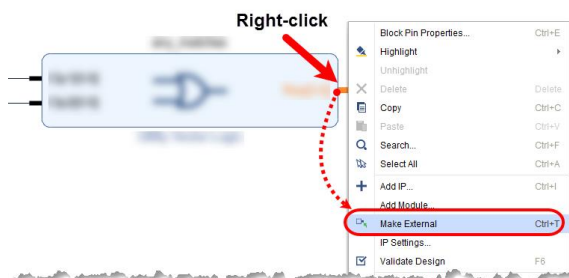 Right-click
Block Pin Properties... Ctrl+E
Highlight
Unhighlight
Delete Delete
Copy Ctrl+C
Paste Ctrl+V
Search... Ctrl+F
Select All Ctrl+A
Add IP... Ctrl+I
Add Module...
Make External Ctrl+T
IP Settings...
Validate Design F6